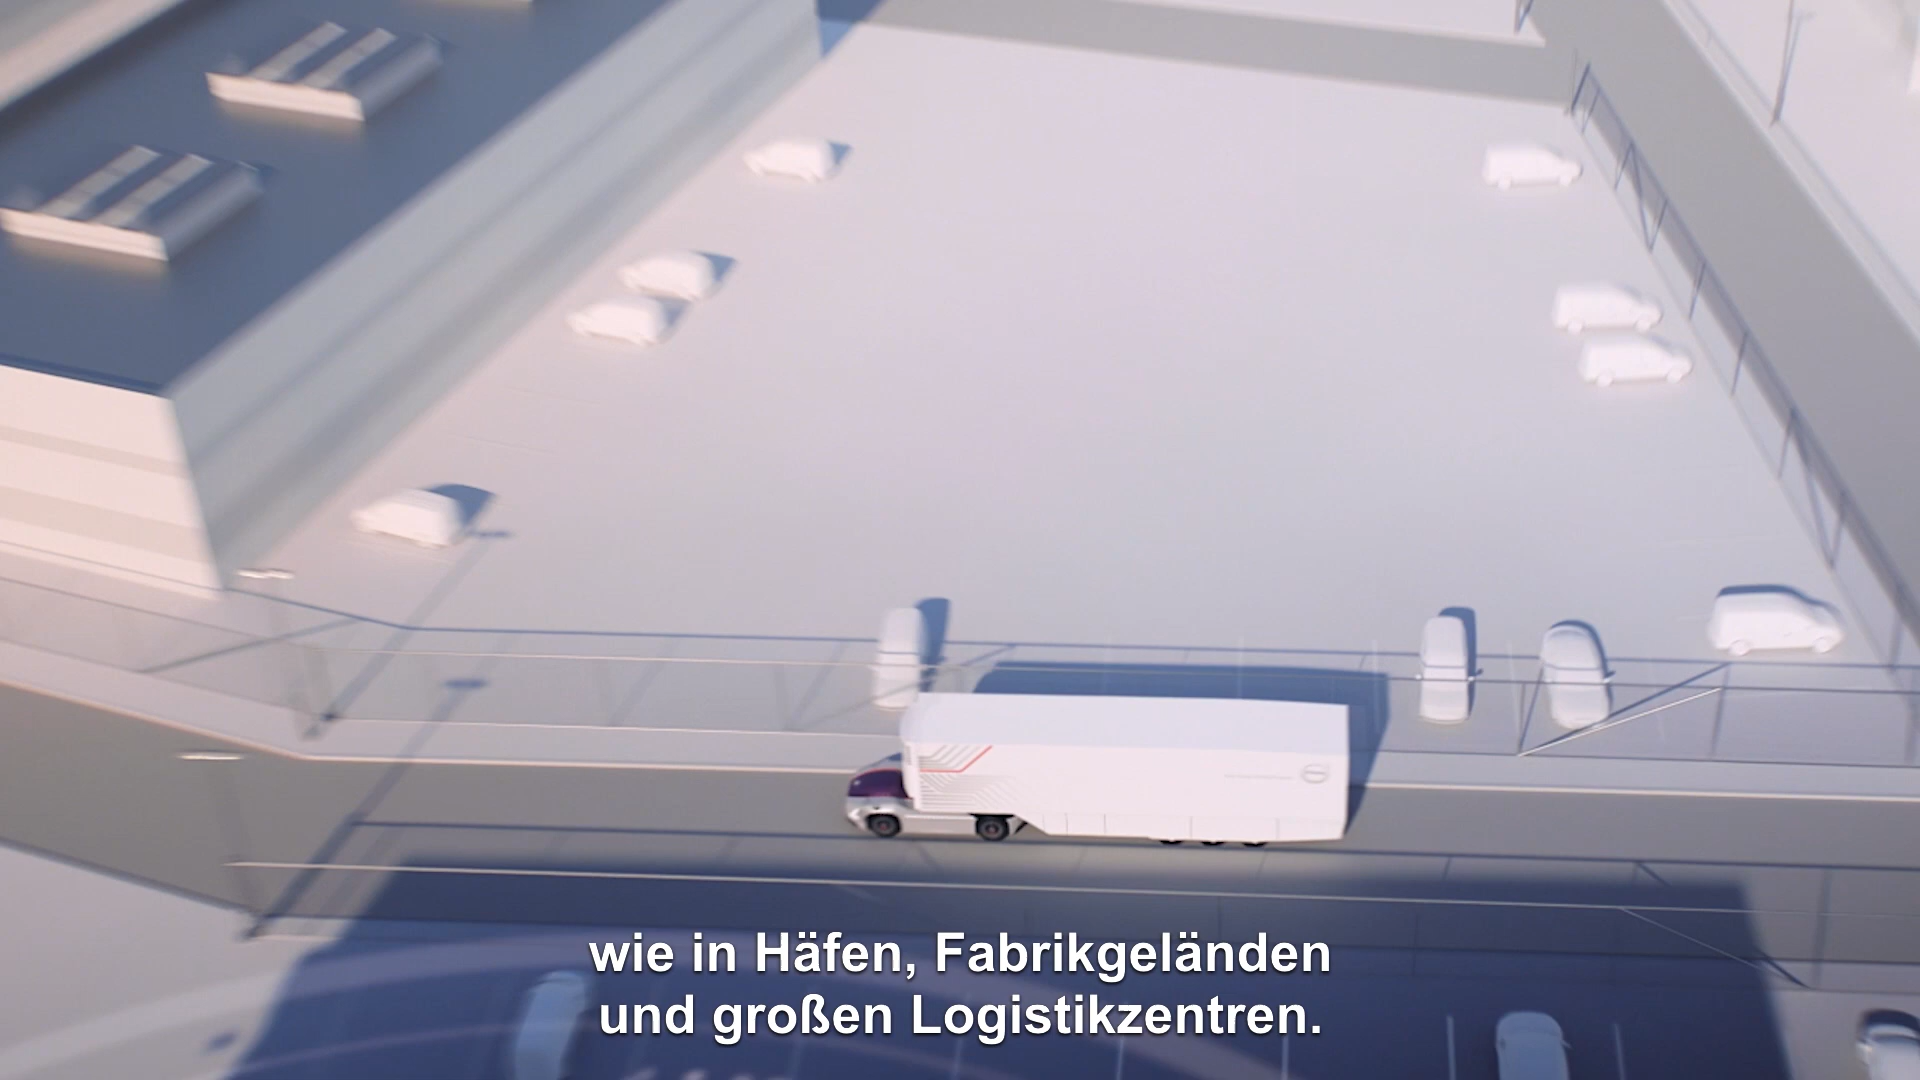 wie in Häfen, Fabrikgeländen
und großen Logistikzentren.